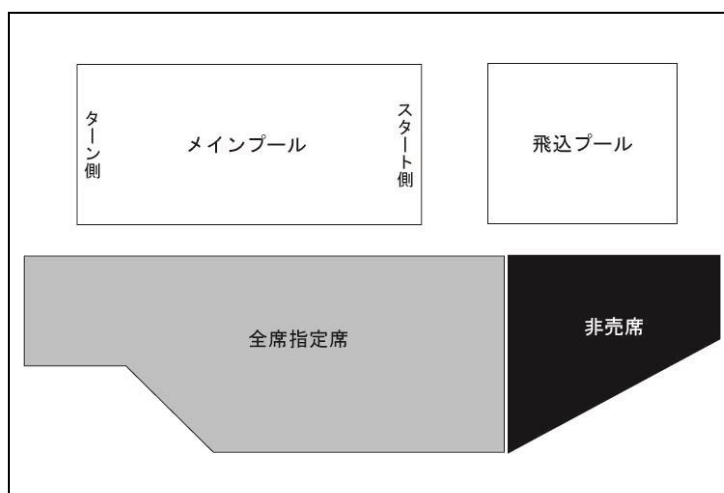 ターン側
メインプール
スタート側
飛込プール
全席指定席
非売席